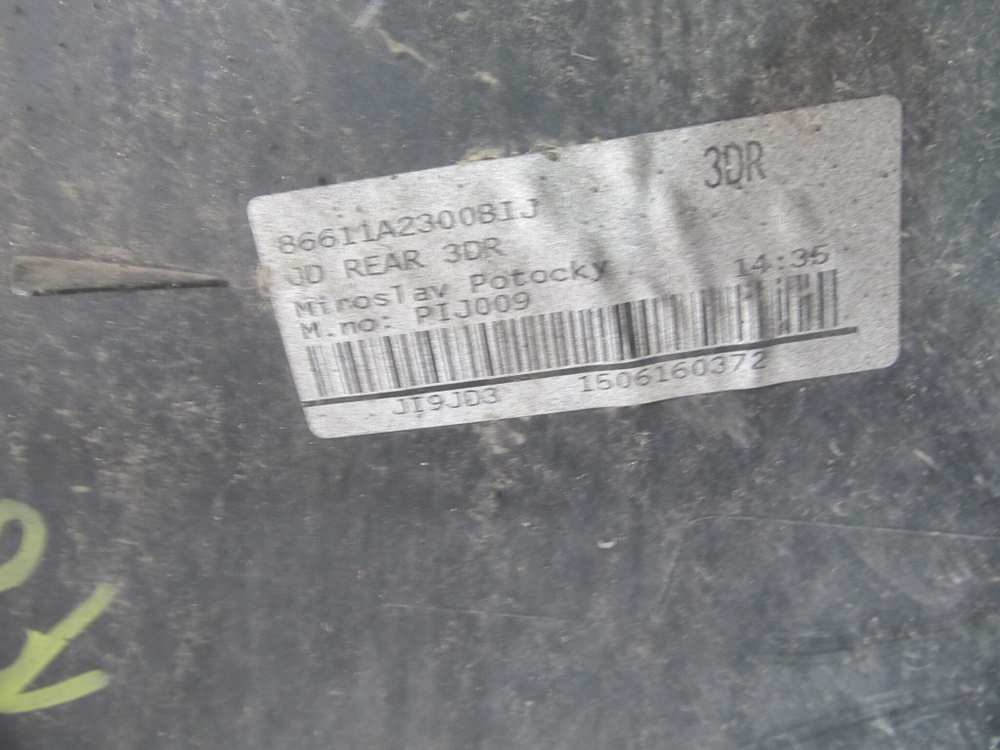 3DR
86611A2300BIJ
JD REAR 3DR
Miroslav Potocky 14:35
M.no: PIJ009
JI9JD3 1506160372